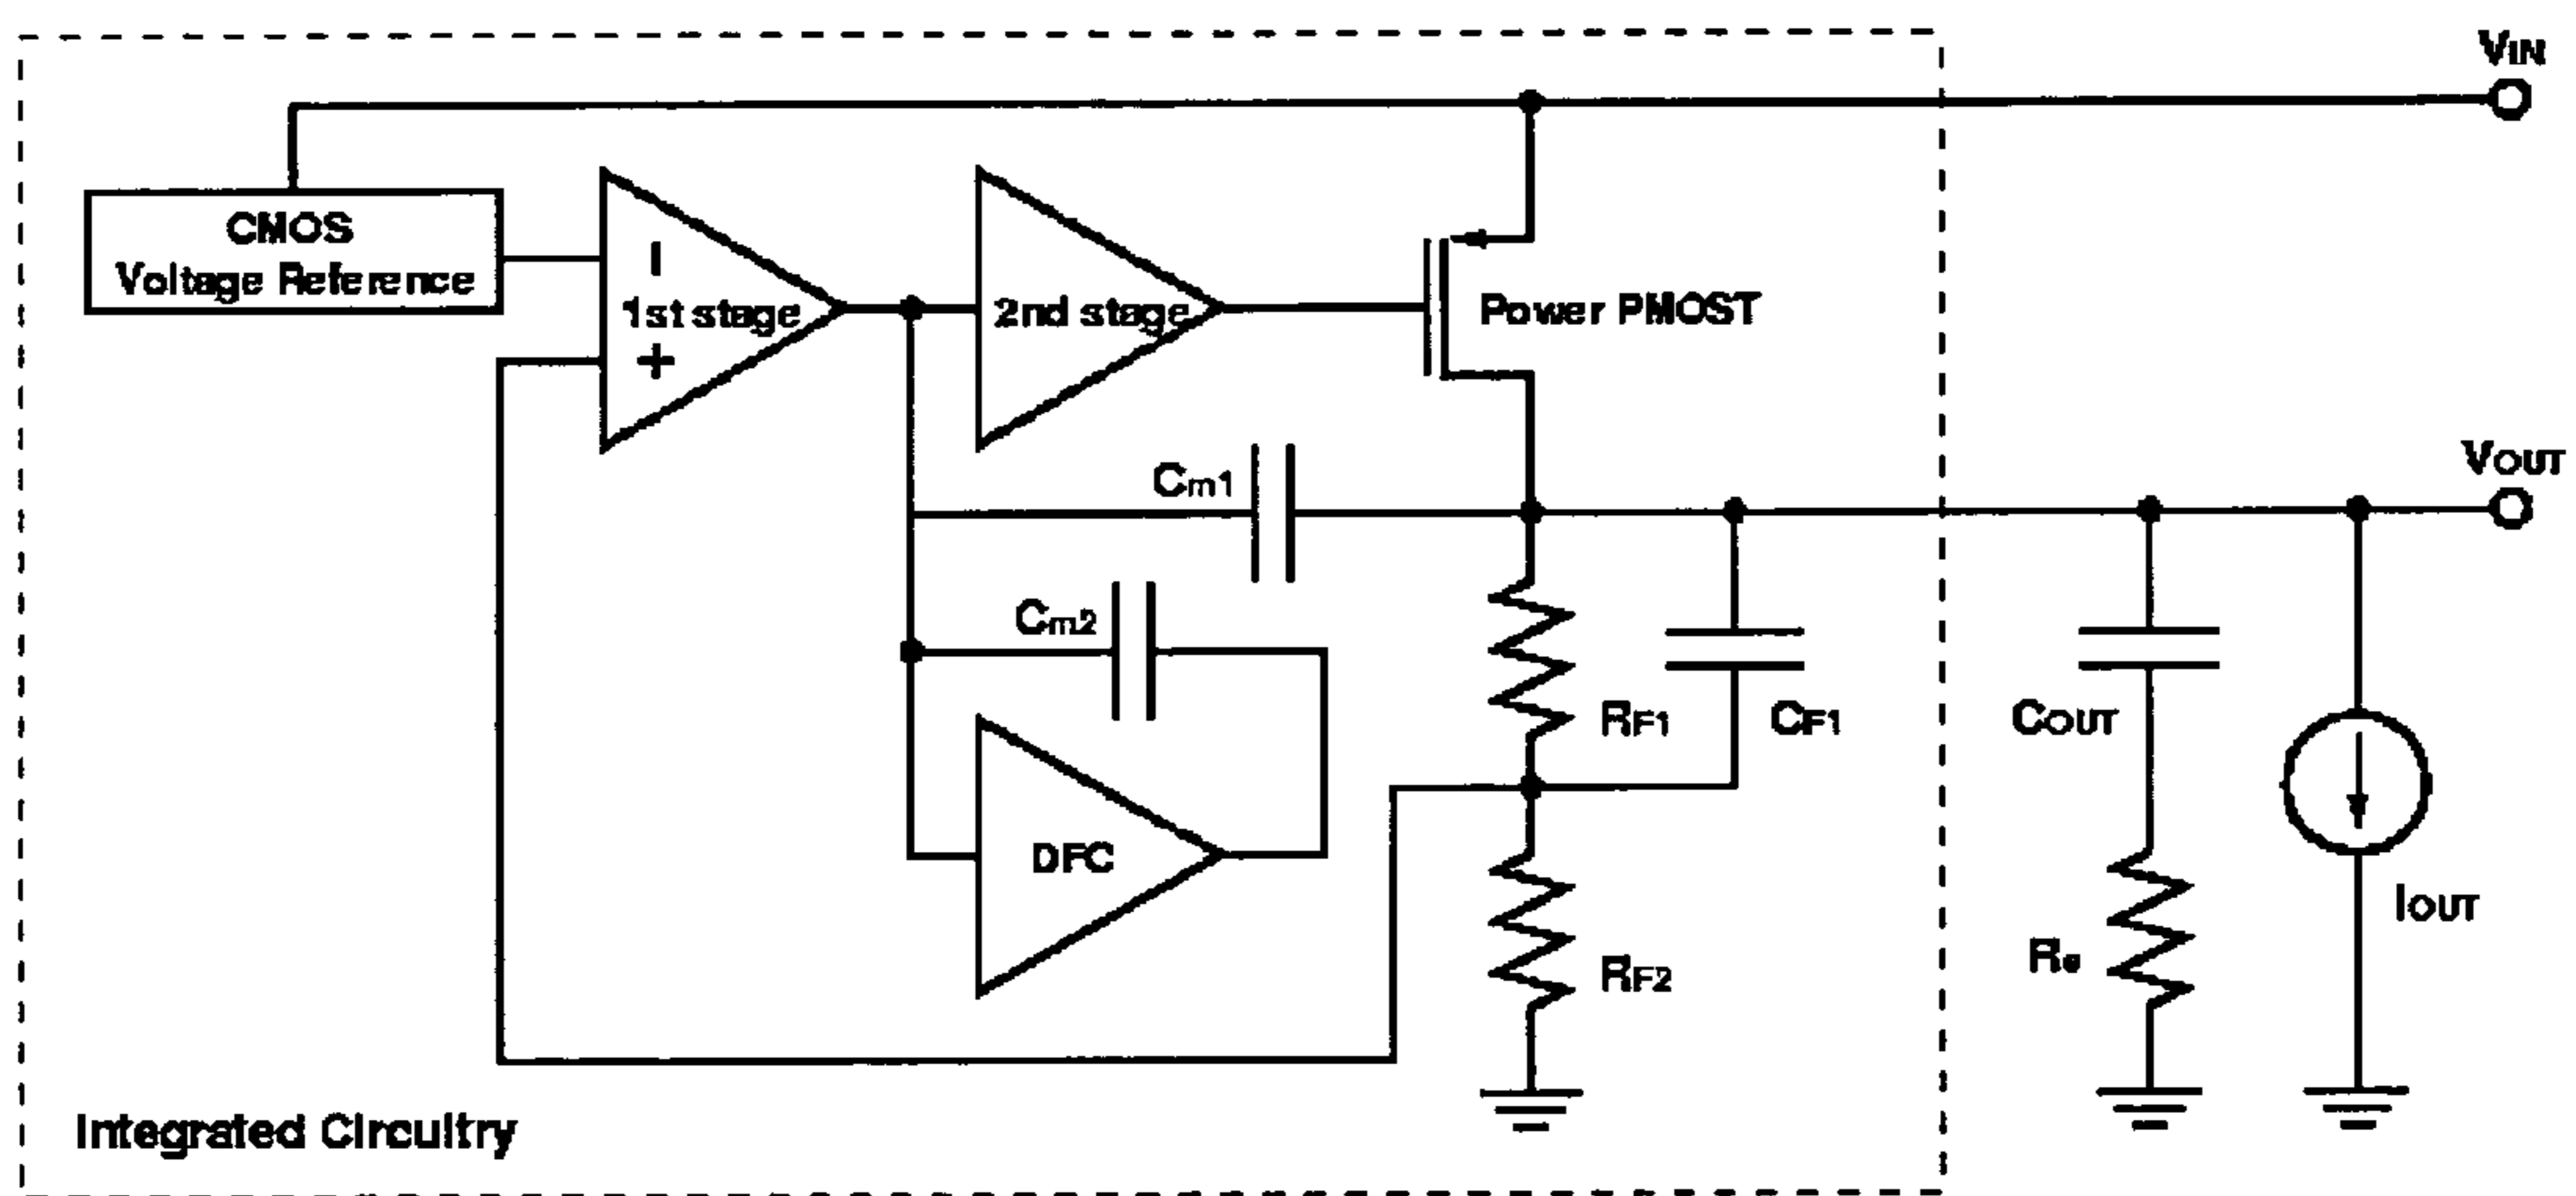 VIN
CMOS
Voltage Reference
−
1st stage
+
2nd stage
Power PMOST
VOUT
Cm1
Cm2
RF1
CF1
COUT
DFC
IOUT
Re
RF2
Integrated Circuitry